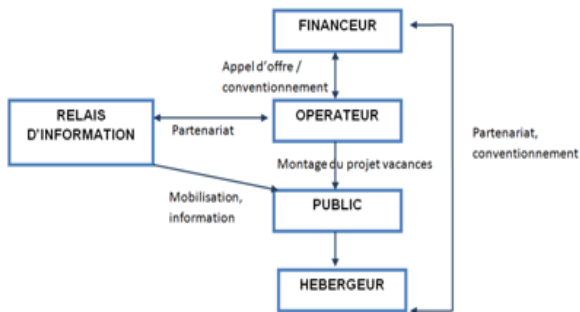 FINANCEUR
Appel d'offre /
conventionnement
RELAIS
D'INFORMATION
Partenariat
OPERATEUR
Partenariat,
conventionnement
Montage du projet vacances
Mobilisation,
information
PUBLIC
HEBERGEUR